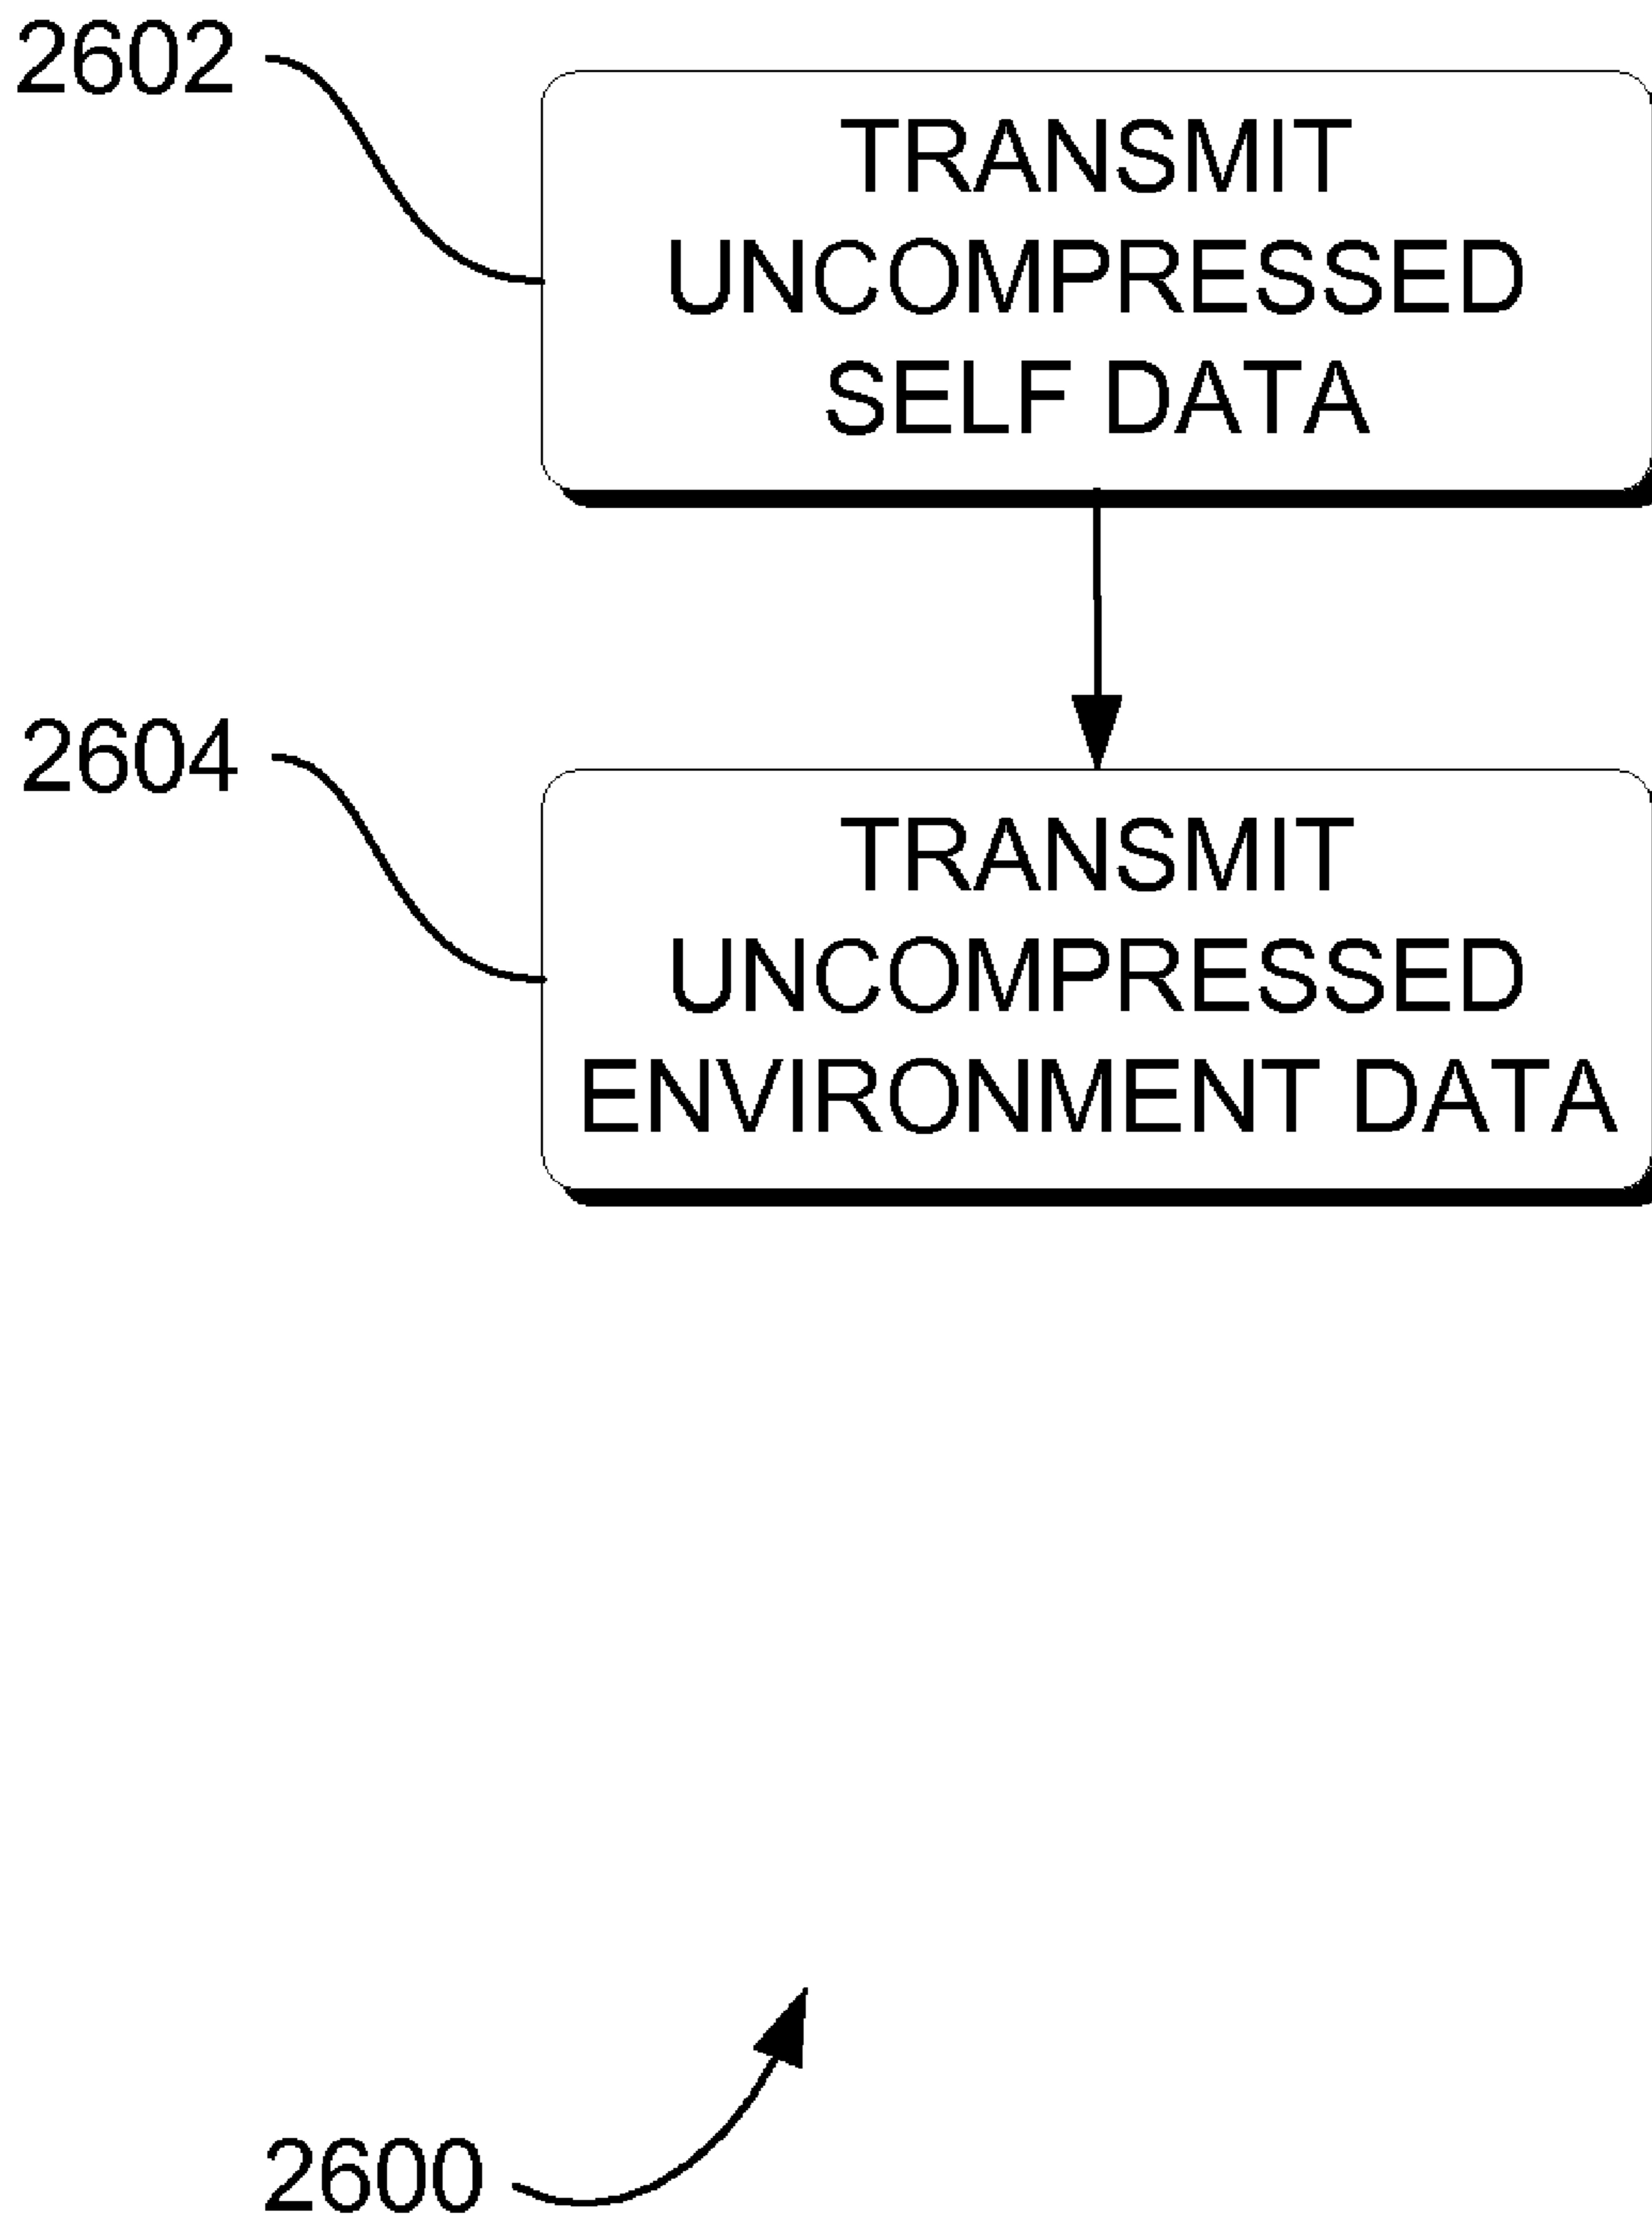 2602
TRANSMIT
UNCOMPRESSED
SELF DATA
2604
TRANSMIT
UNCOMPRESSED
ENVIRONMENT DATA
2600